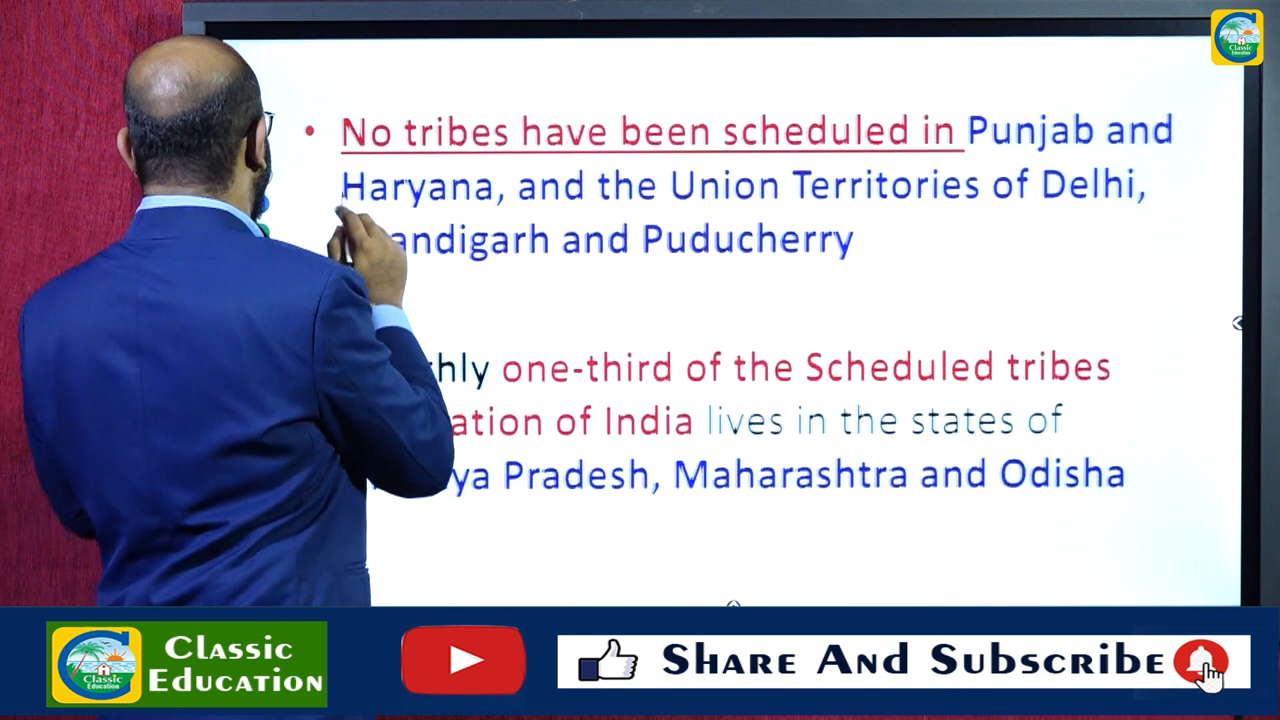 • No tribes have been scheduled in Punjab and
Haryana, and the Union Territories of Delhi,
andigarh and Puducherry
hly one-third of the Scheduled tribes
ation of India lives in the states of
ya Pradesh, Maharashtra and Odisha
Classic
Education
Classic
Education
Classic
Education
Share And Subscribe